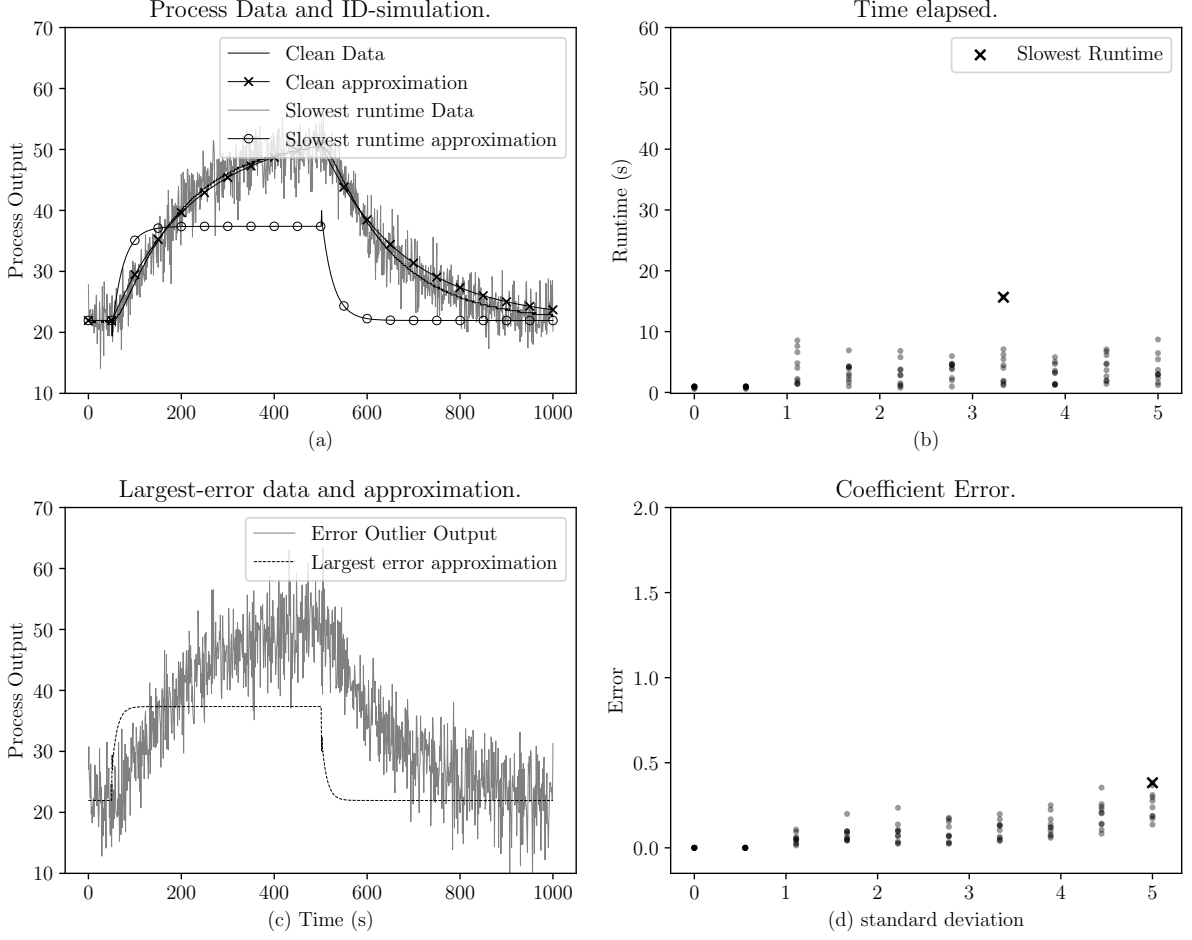 Process Data and ID-simulation.
70
60
50
40
30
20
10
Process Output
Clean Data
Clean approximation
Slowest runtime Data
Slowest runtime approximation
0
200
400
600
800
1000
(a)
Time elapsed.
60
50
40
30
20
10
0
Runtime (s)
Slowest Runtime
0
1
2
3
4
5
(b)
Largest-error data and approximation.
70
60
50
40
30
20
10
Process Output
Error Outlier Output
Largest error approximation
0
200
400
600
800
1000
(c) Time (s)
Coefficient Error.
2.0
1.5
1.0
0.5
0.0
Error
0
1
2
3
4
5
(d) standard deviation